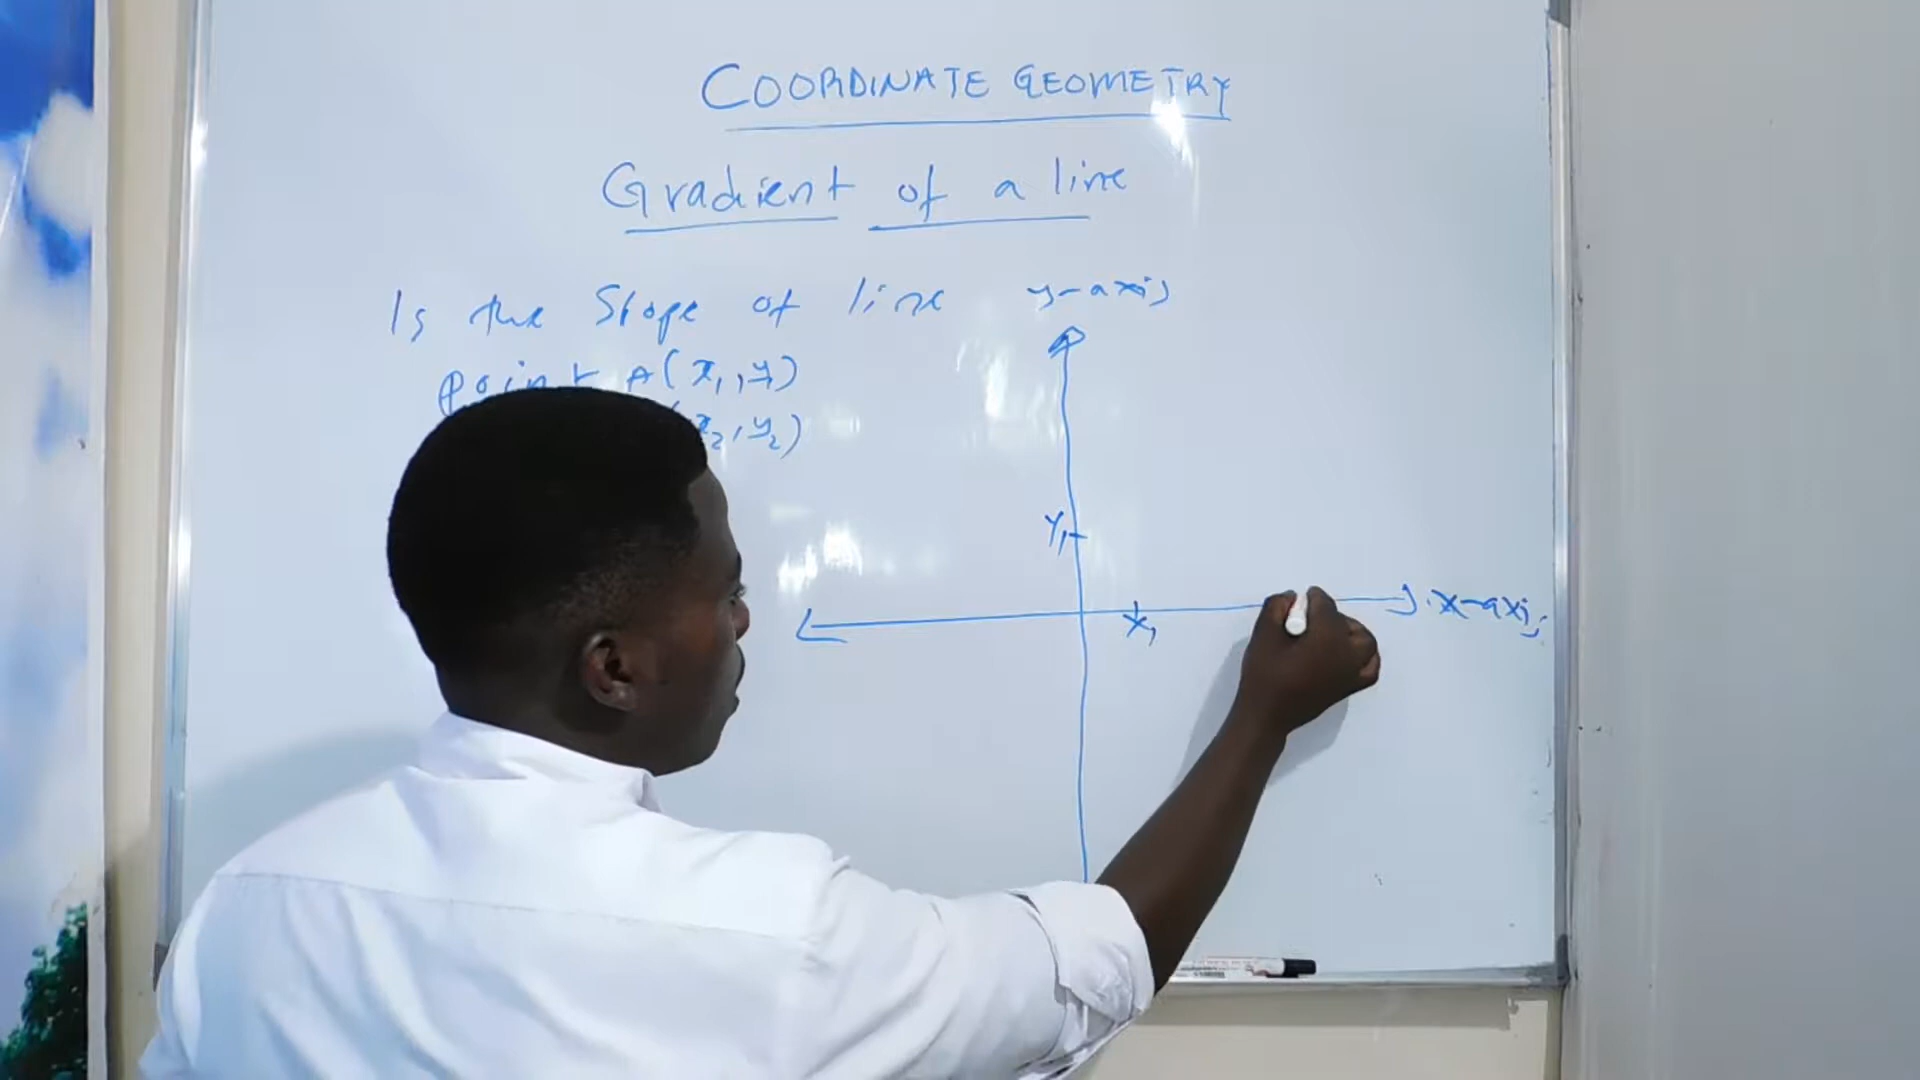 COORDINATE GEOMETRY
Gradient of a line
Is the Slope of line
point A(x₁,y₁)
(x₂,y₂)
y-axis
Y₁
X₁
x-axis